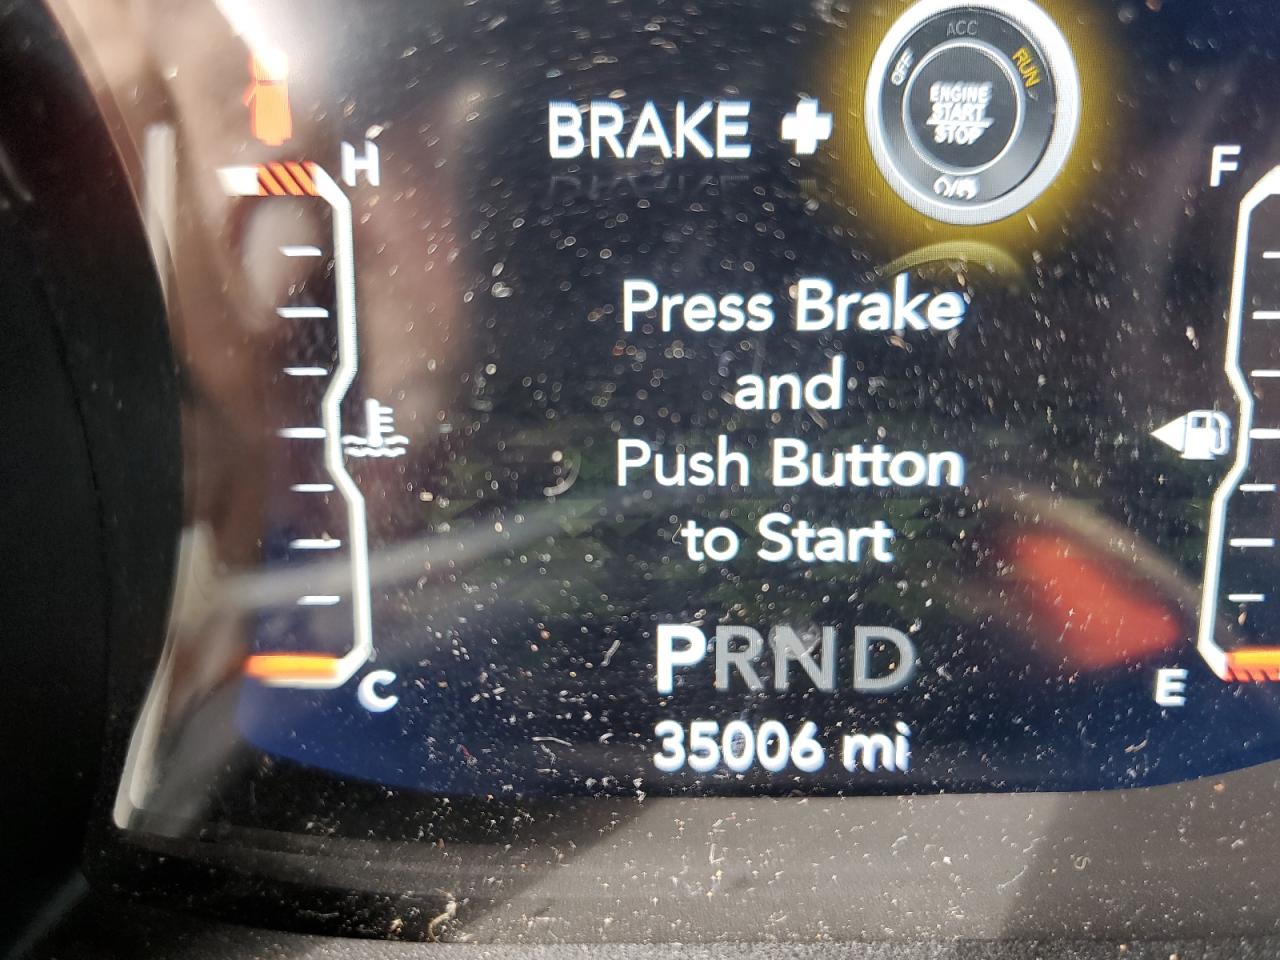 ACC
OFF
RUN
ENGINE
START
STOP
BRAKE +
H
F
Press Brake
and
Push Button
to Start
PRND
C
E
35006 mi